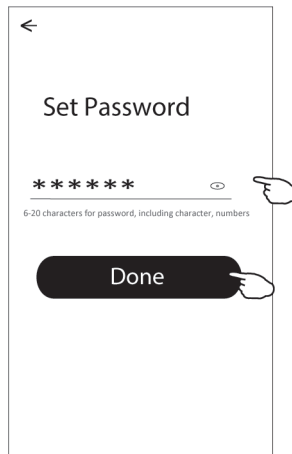 Set Password
******
6-20 characters for password, including character, numbers
Done